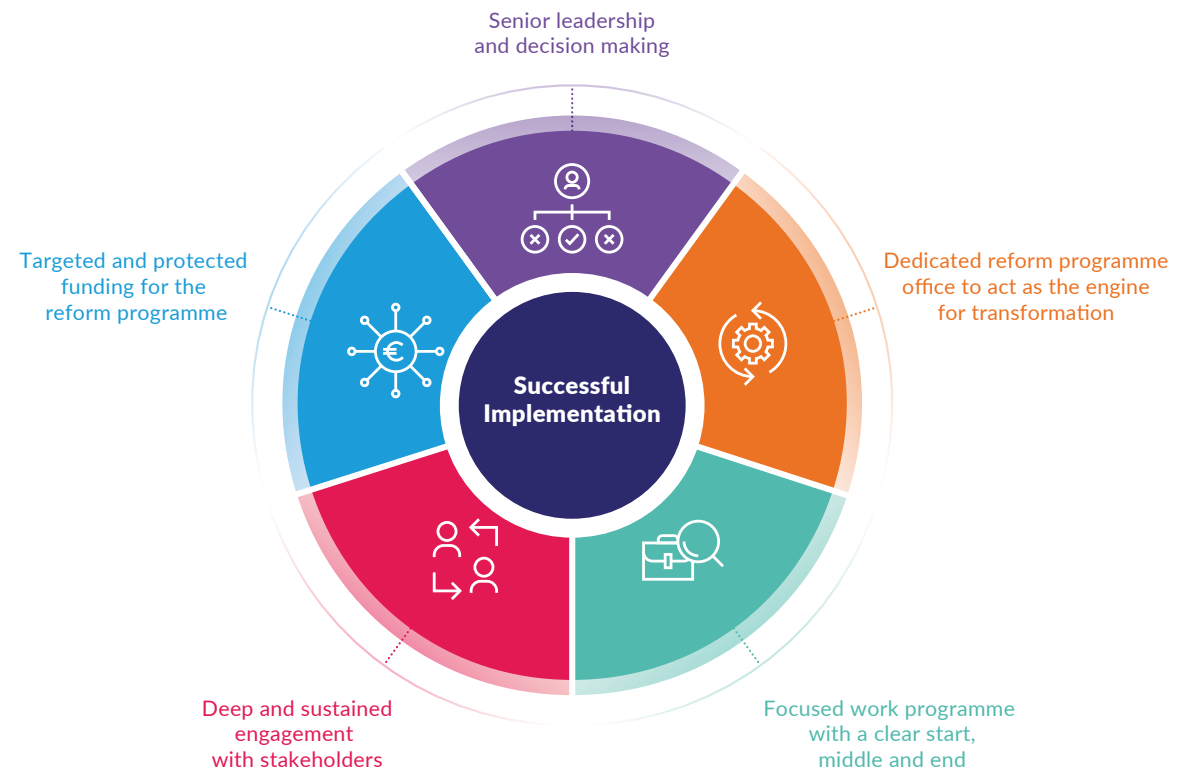 Senior leadership
and decision making
Targeted and protected
funding for the
reform programme
Dedicated reform programme
office to act as the engine
for transformation
€
Successful
Implementation
Deep and sustained
engagement
with stakeholders
Focused work programme
with a clear start,
middle and end